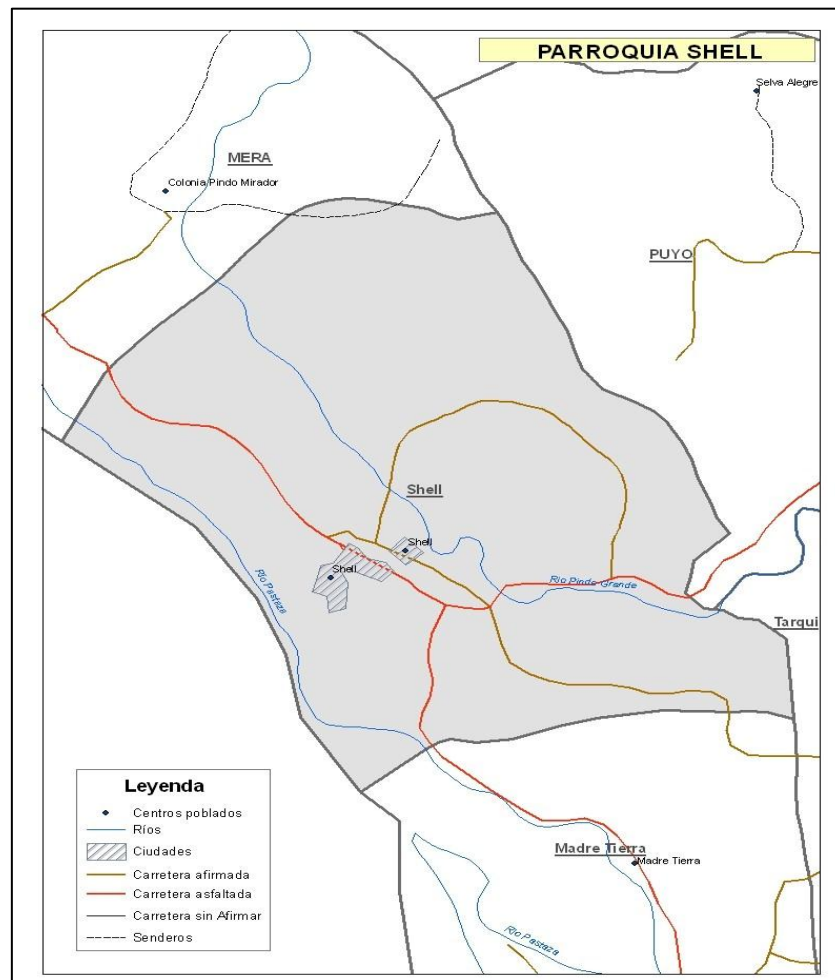 PARROQUIA SHELL
Selva Alegre
MERA
Colonia Pindo Mirador
PUYO
Shell
Shell
Shell
Río Pastaza
Río Pindo Grande
Tarqui
Leyenda
Centros poblados
Ríos
Ciudades
Carretera afirmada
Carretera asfaltada
Carretera sin Afirmar
Senderos
Madre Tierra
Madre Tierra
Río Pastaza